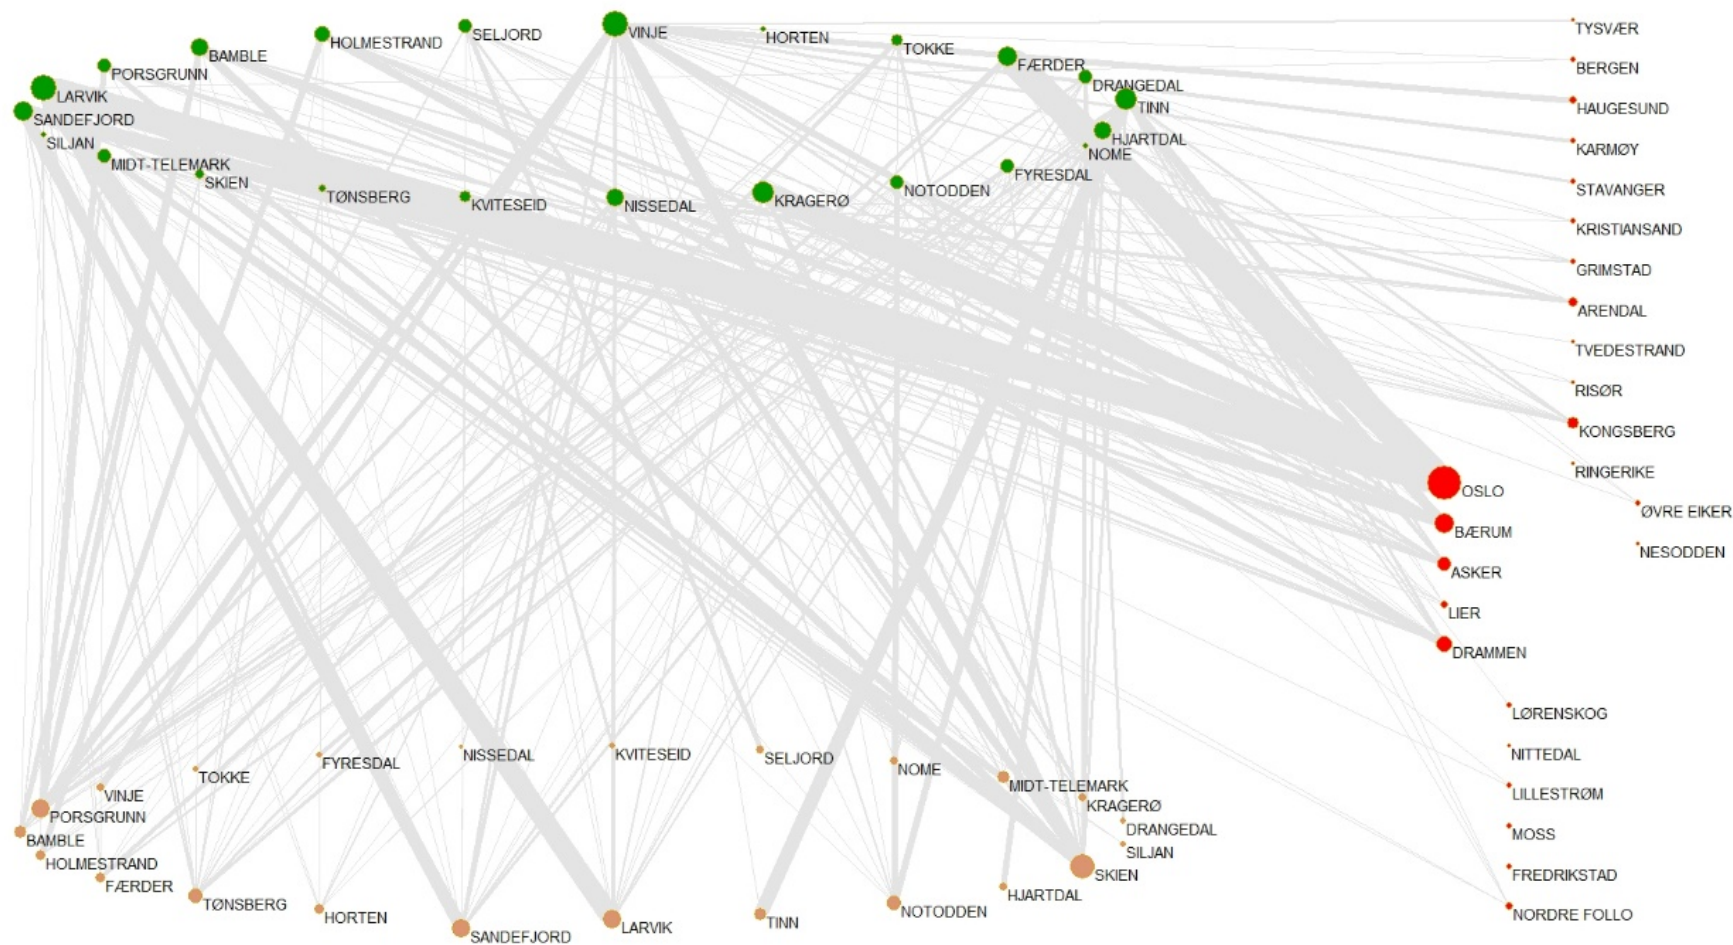 TYSVÆR
SELJORD
VINJE
HORTEN
HOLMESTRAND
TOKKE
BAMBLE
FÆRDER
BERGEN
PORSGRUNN
DRANGEDAL
LARVIK
TINN
HAUGESUND
SANDEFJORD
HJARTDAL
SILJAN
KARMØY
NOME
MIDT-TELEMARK
FYRESDAL
SKIEN
STAVANGER
NOTODDEN
TØNSBERG
KRAGERØ
KVITESEID
NISSEDAL
KRISTIANSAND
GRIMSTAD
ARENDAL
TVEDESTRAND
RISØR
KONGSBERG
RINGERIKE
OSLO
ØVRE EIKER
BÆRUM
NESODDEN
ASKER
LIER
DRAMMEN
LØRENSKOG
NITTEDAL
NISSEDAL
KVITESEID
SELJORD
FYRESDAL
NOME
TOKKE
MIDT-TELEMARK
VINJE
LILLESTRØM
KRAGERØ
PORSGRUNN
DRANGEDAL
MOSS
BAMBLE
SILJAN
HOLMESTRAND
SKIEN
FREDRIKSTAD
FÆRDER
HJARTDAL
TØNSBERG
NOTODDEN
NORDRE FOLLO
HORTEN
TINN
LARVIK
SANDEFJORD